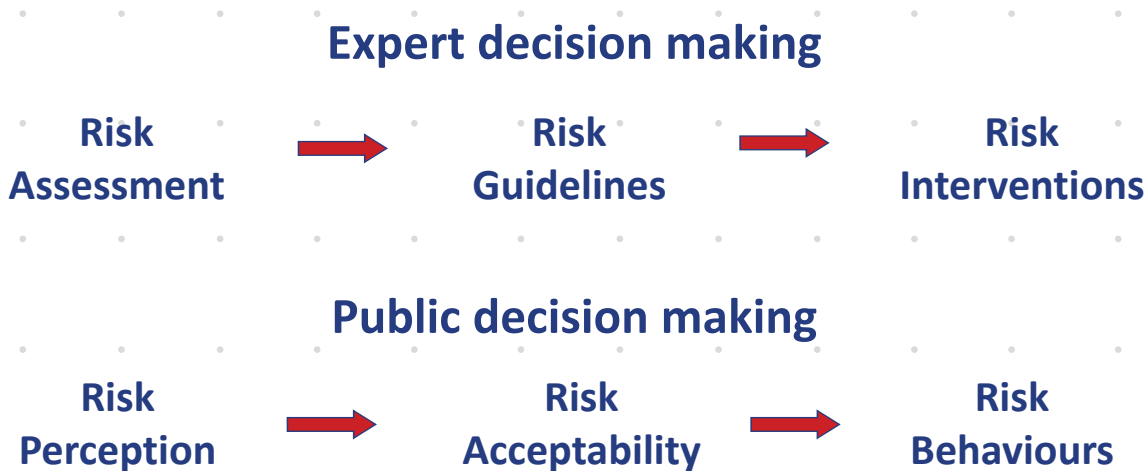 Expert decision making
Risk Assessment
Risk Guidelines
Risk Interventions
Public decision making
Risk Perception
Risk Acceptability
Risk Behaviours